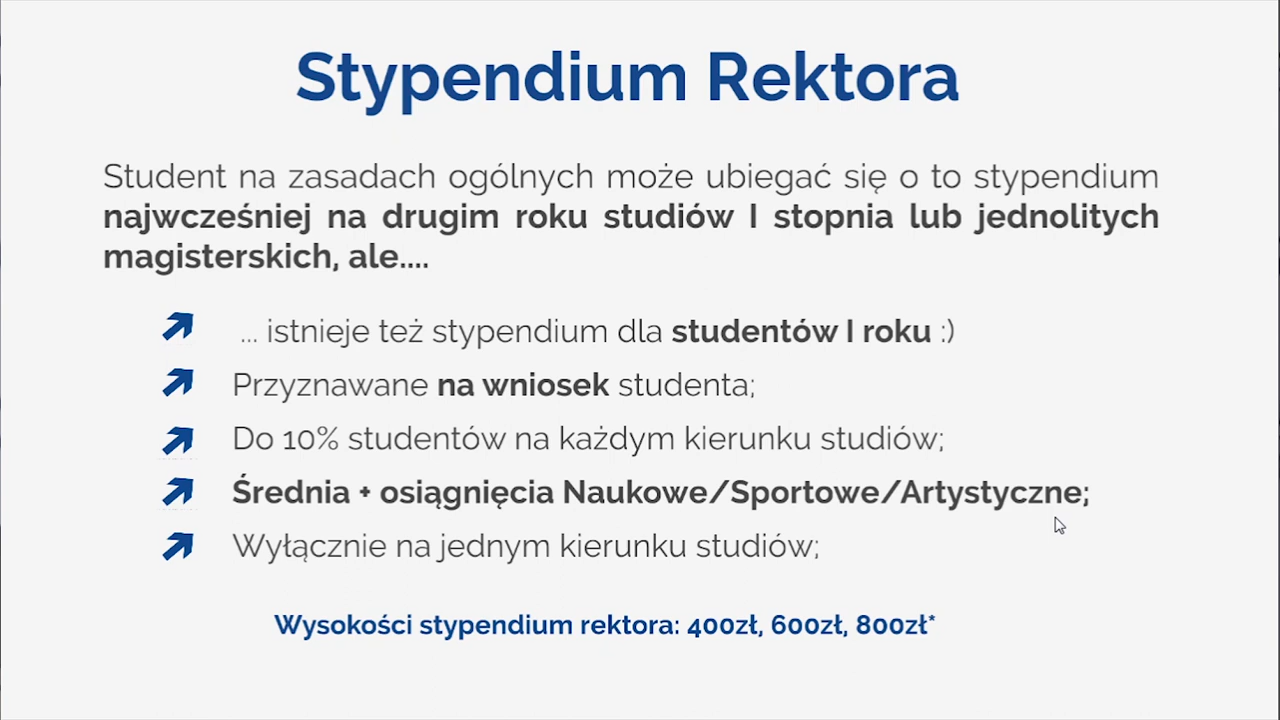 Stypendium Rektora
Student na zasadach ogólnych może ubiegać się o to stypendium
najwcześniej na drugim roku studiów I stopnia lub jednolitych
magisterskich, ale....
... istnieje też stypendium dla studentów I roku :)
Przyznawane na wniosek studenta;
Do 10% studentów na każdym kierunku studiów;
Średnia + osiągnięcia Naukowe/Sportowe/Artystyczne;
Wyłącznie na jednym kierunku studiów;
Wysokości stypendium rektora: 400zł, 600zł, 800zł*